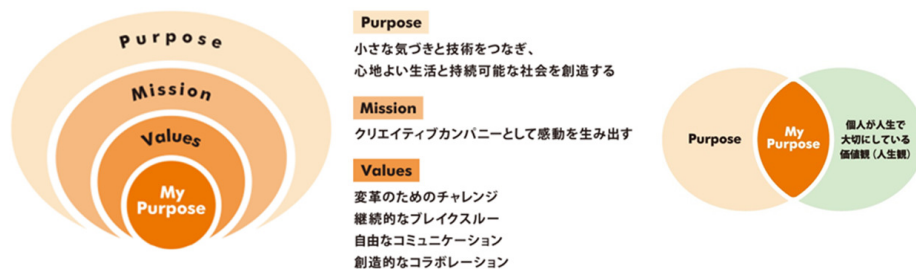 Purpose
Mission
Values
My
Purpose
Purpose
小さな気づきと技術をつなぎ、
心地よい生活と持続可能な社会を創造する
Mission
クリエイティブカンパニーとして感動を生み出す
Values
変革のためのチャレンジ
継続的なブレイクスルー
自由なコミュニケーション
創造的なコラボレーション
Purpose
My
Purpose
個人が人生で
大切にしている
価値観（人生観）